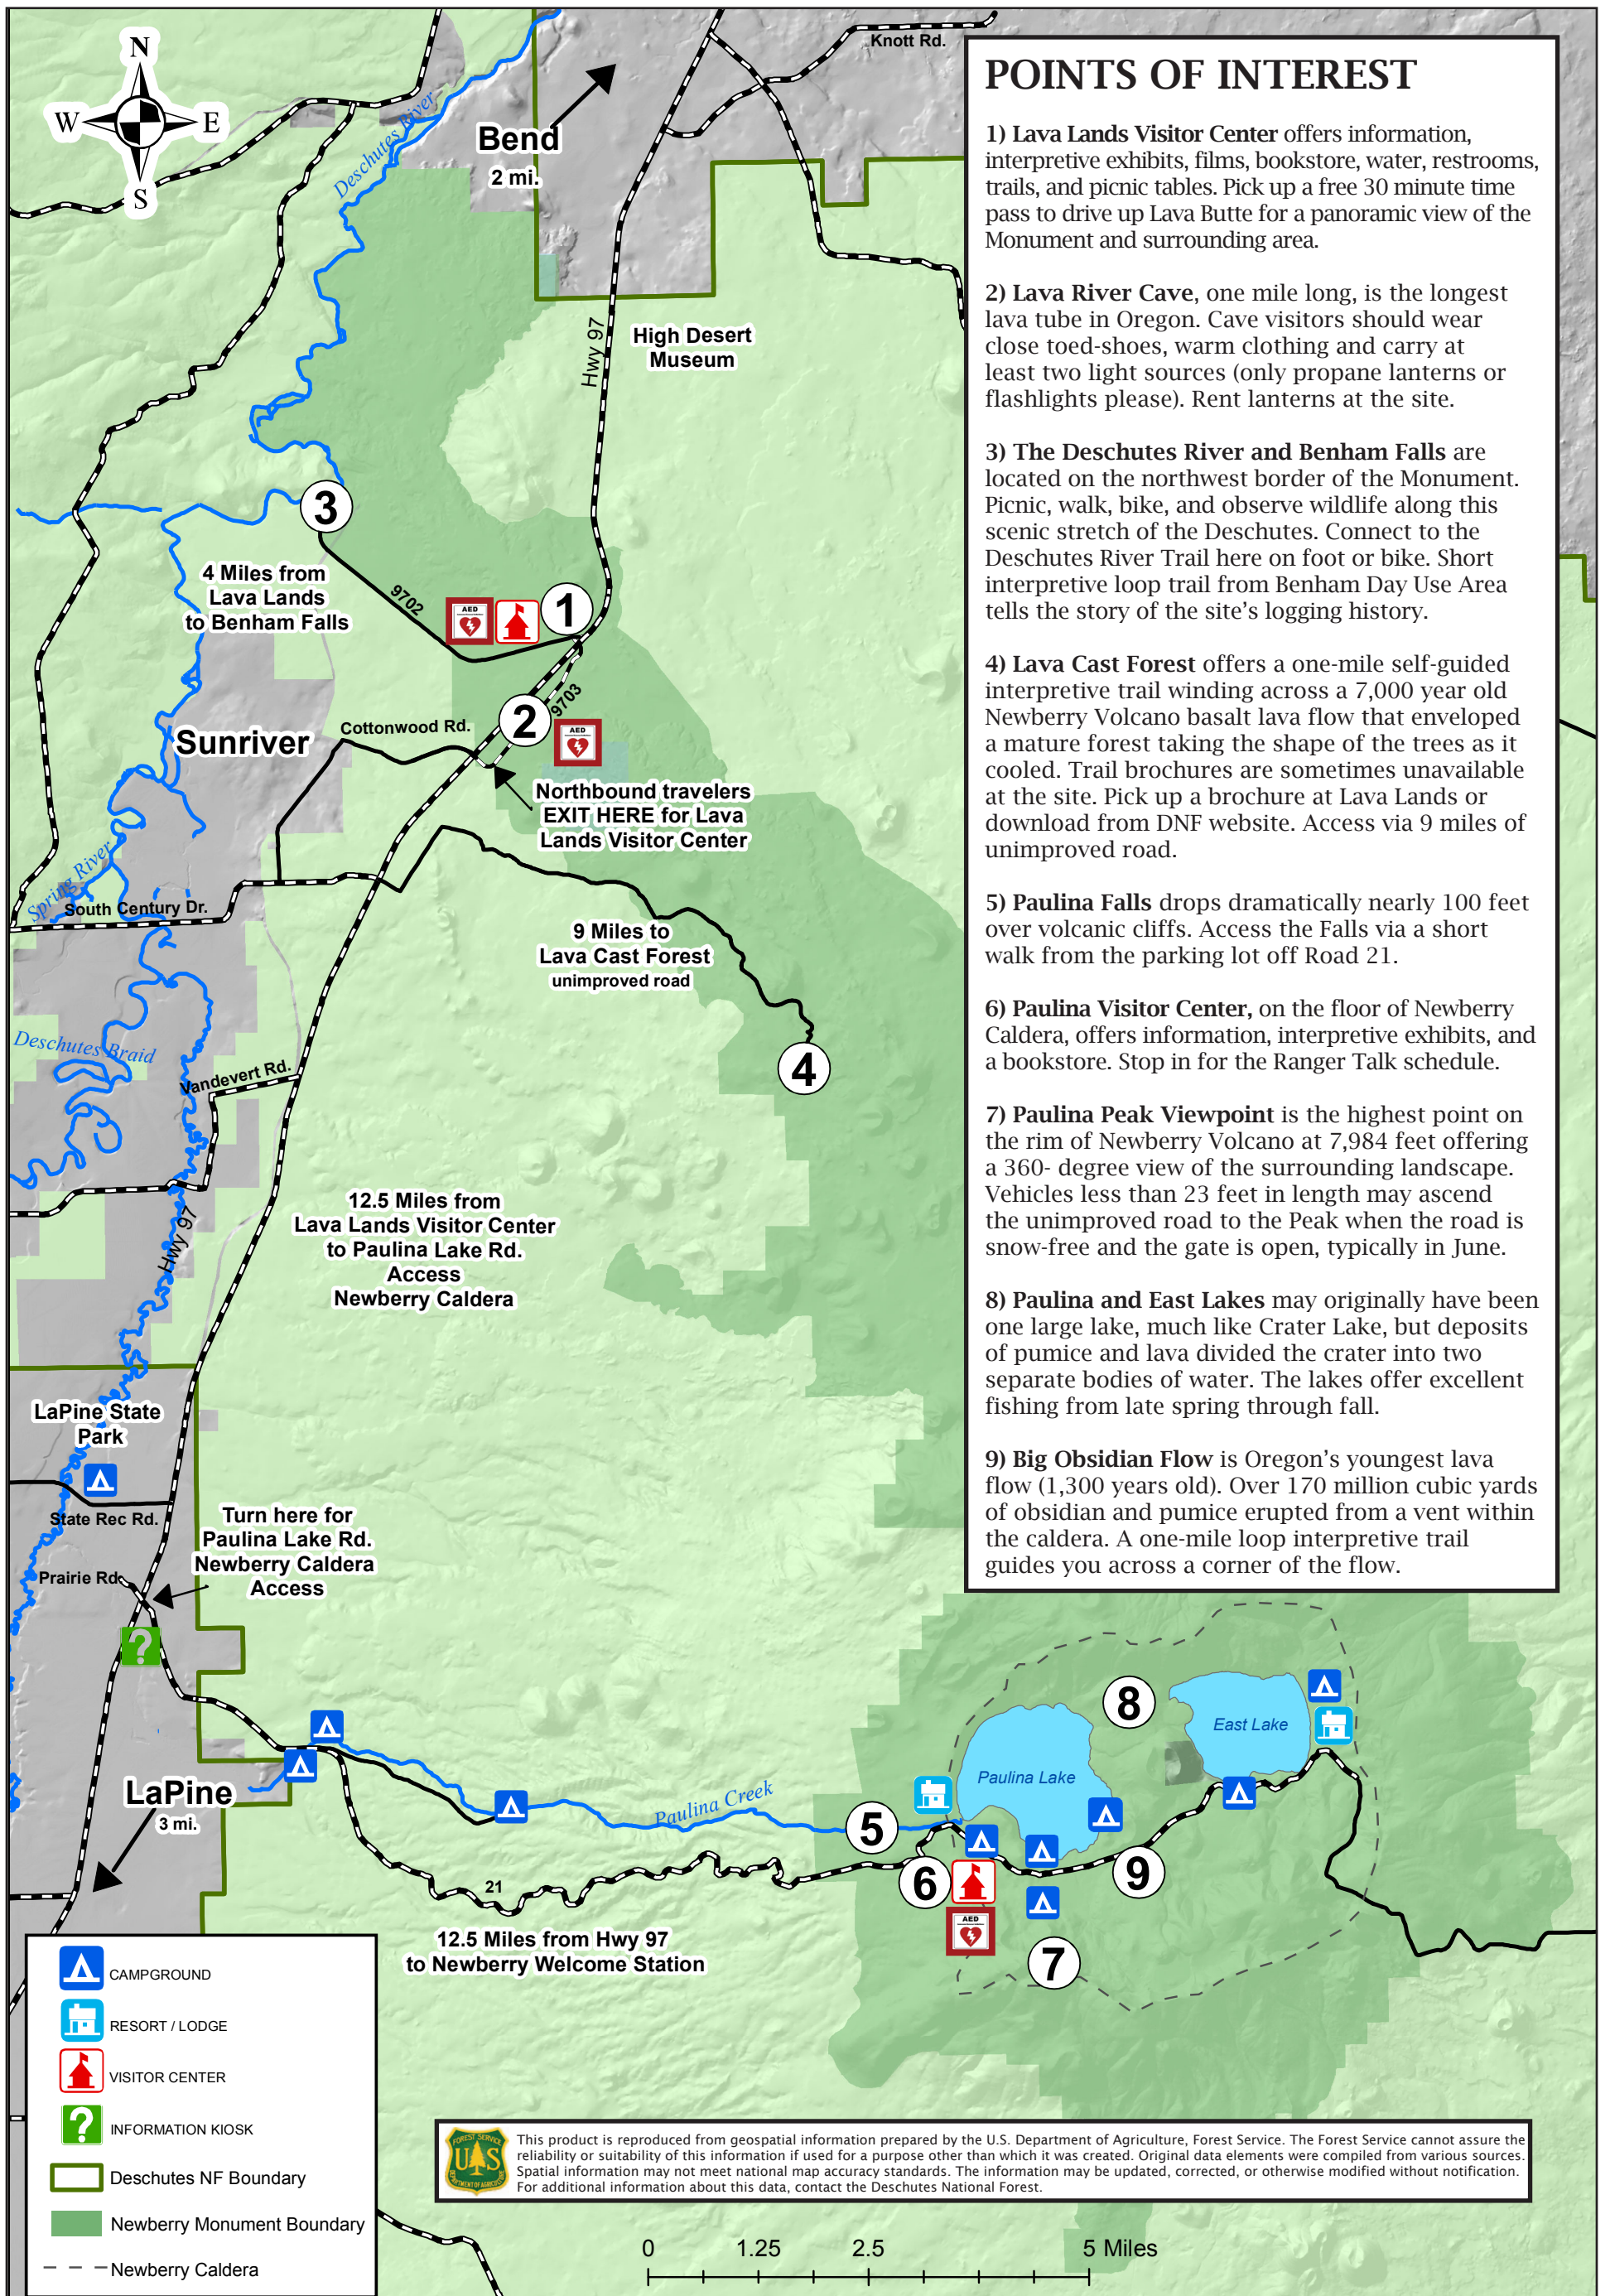 N
W
E
S
Knott Rd.
Deschutes River
Bend
2 mi.
Hwy 97
High Desert
Museum
3
4 Miles from
Lava Lands
to Benham Falls
9702
AED
1
2
9703
AED
Cottonwood Rd.
Sunriver
Northbound travelers
EXIT HERE for Lava
Lands Visitor Center
Spring River
South Century Dr.
9 Miles to
Lava Cast Forest
unimproved road
4
Deschutes Braid
Vandevert Rd.
Hwy 97
12.5 Miles from
Lava Lands Visitor Center
to Paulina Lake Rd.
Access
Newberry Caldera
LaPine State
Park
State Rec Rd.
Turn here for
Paulina Lake Rd.
Newberry Caldera
Access
Prairie Rd.
?
LaPine
3 mi.
Paulina Creek
21
12.5 Miles from Hwy 97
to Newberry Welcome Station
5
6
AED
7
8
9
Paulina Lake
East Lake
POINTS OF INTEREST
1) Lava Lands Visitor Center offers information,
interpretive exhibits, films, bookstore, water, restrooms,
trails, and picnic tables. Pick up a free 30 minute time
pass to drive up Lava Butte for a panoramic view of the
Monument and surrounding area.
2) Lava River Cave, one mile long, is the longest
lava tube in Oregon. Cave visitors should wear
close toed-shoes, warm clothing and carry at
least two light sources (only propane lanterns or
flashlights please). Rent lanterns at the site.
3) The Deschutes River and Benham Falls are
located on the northwest border of the Monument.
Picnic, walk, bike, and observe wildlife along this
scenic stretch of the Deschutes. Connect to the
Deschutes River Trail here on foot or bike. Short
interpretive loop trail from Benham Day Use Area
tells the story of the site's logging history.
4) Lava Cast Forest offers a one-mile self-guided
interpretive trail winding across a 7,000 year old
Newberry Volcano basalt lava flow that enveloped
a mature forest taking the shape of the trees as it
cooled. Trail brochures are sometimes unavailable
at the site. Pick up a brochure at Lava Lands or
download from DNF website. Access via 9 miles of
unimproved road.
5) Paulina Falls drops dramatically nearly 100 feet
over volcanic cliffs. Access the Falls via a short
walk from the parking lot off Road 21.
6) Paulina Visitor Center, on the floor of Newberry
Caldera, offers information, interpretive exhibits, and
a bookstore. Stop in for the Ranger Talk schedule.
7) Paulina Peak Viewpoint is the highest point on
the rim of Newberry Volcano at 7,984 feet offering
a 360- degree view of the surrounding landscape.
Vehicles less than 23 feet in length may ascend
the unimproved road to the Peak when the road is
snow-free and the gate is open, typically in June.
8) Paulina and East Lakes may originally have been
one large lake, much like Crater Lake, but deposits
of pumice and lava divided the crater into two
separate bodies of water. The lakes offer excellent
fishing from late spring through fall.
9) Big Obsidian Flow is Oregon's youngest lava
flow (1,300 years old). Over 170 million cubic yards
of obsidian and pumice erupted from a vent within
the caldera. A one-mile loop interpretive trail
guides you across a corner of the flow.
CAMPGROUND
RESORT / LODGE
VISITOR CENTER
? INFORMATION KIOSK
Deschutes NF Boundary
Newberry Monument Boundary
Newberry Caldera
FOREST SERVICE
U S
DEPARTMENT OF AGRICULTURE
This product is reproduced from geospatial information prepared by the U.S. Department of Agriculture, Forest Service. The Forest Service cannot assure the
reliability or suitability of this information if used for a purpose other than which it was created. Original data elements were compiled from various sources.
Spatial information may not meet national map accuracy standards. The information may be updated, corrected, or otherwise modified without notification.
For additional information about this data, contact the Deschutes National Forest.
0 1.25 2.5 5 Miles